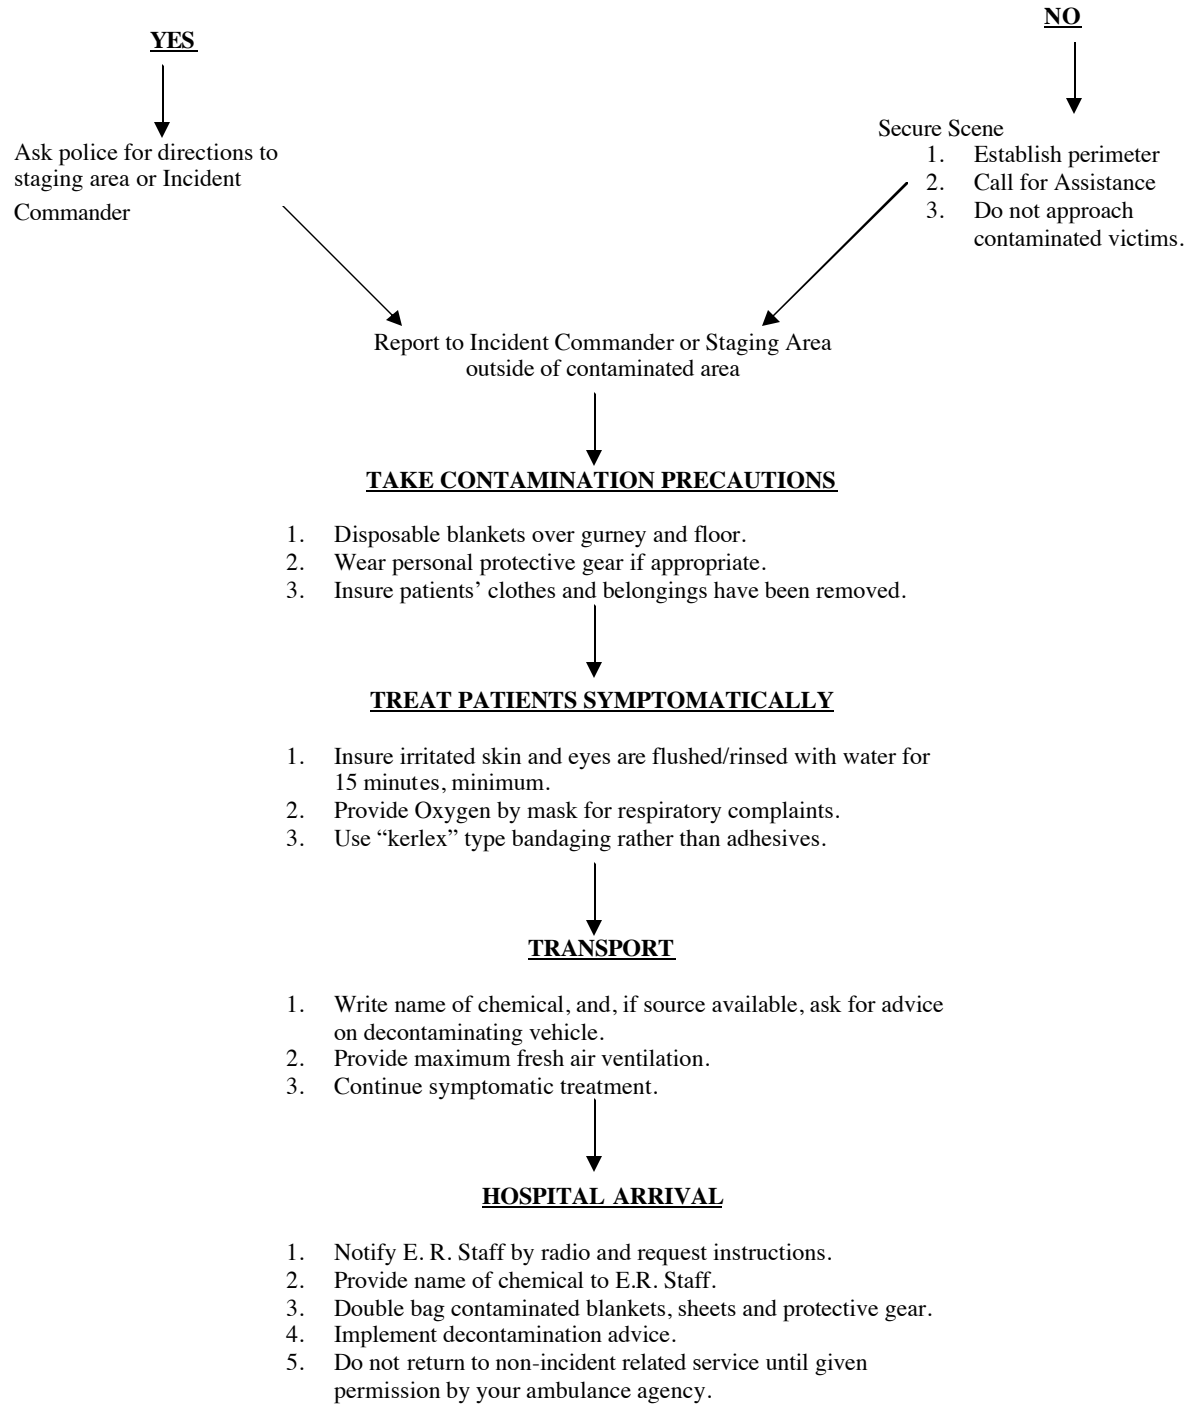 YES
NO
Ask police for directions to
staging area or Incident
Commander
Secure Scene
1. Establish perimeter
2. Call for Assistance
3. Do not approach
contaminated victims.
Report to Incident Commander or Staging Area
outside of contaminated area
TAKE CONTAMINATION PRECAUTIONS
1. Disposable blankets over gurney and floor.
2. Wear personal protective gear if appropriate.
3. Insure patients’ clothes and belongings have been removed.
TREAT PATIENTS SYMPTOMATICALLY
1. Insure irritated skin and eyes are flushed/rinsed with water for
15 minutes, minimum.
2. Provide Oxygen by mask for respiratory complaints.
3. Use “kerlex” type bandaging rather than adhesives.
TRANSPORT
1. Write name of chemical, and, if source available, ask for advice
on decontaminating vehicle.
2. Provide maximum fresh air ventilation.
3. Continue symptomatic treatment.
HOSPITAL ARRIVAL
1. Notify E. R. Staff by radio and request instructions.
2. Provide name of chemical to E.R. Staff.
3. Double bag contaminated blankets, sheets and protective gear.
4. Implement decontamination advice.
5. Do not return to non-incident related service until given
permission by your ambulance agency.